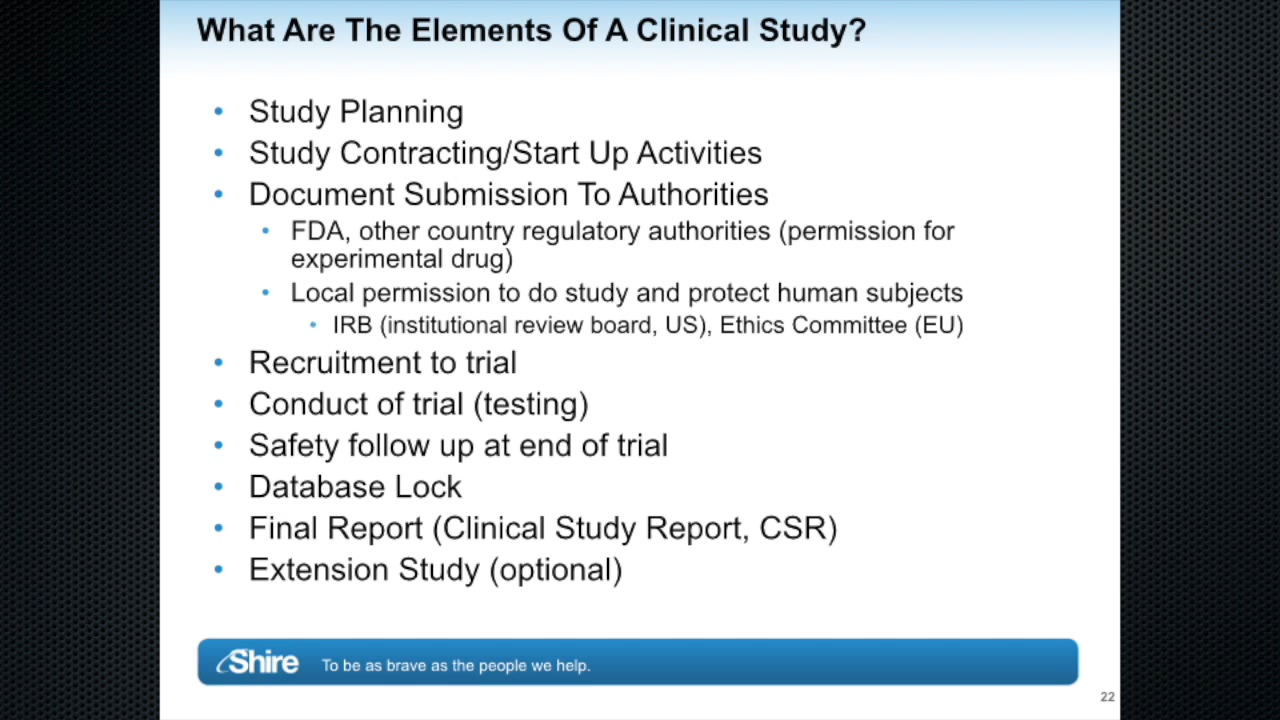 What Are The Elements Of A Clinical Study?
• Study Planning
• Study Contracting/Start Up Activities
• Document Submission To Authorities
• FDA, other country regulatory authorities (permission for
experimental drug)
• Local permission to do study and protect human subjects
• IRB (institutional review board, US), Ethics Committee (EU)
• Recruitment to trial
• Conduct of trial (testing)
• Safety follow up at end of trial
• Database Lock
• Final Report (Clinical Study Report, CSR)
• Extension Study (optional)
Shire To be as brave as the people we help.
22